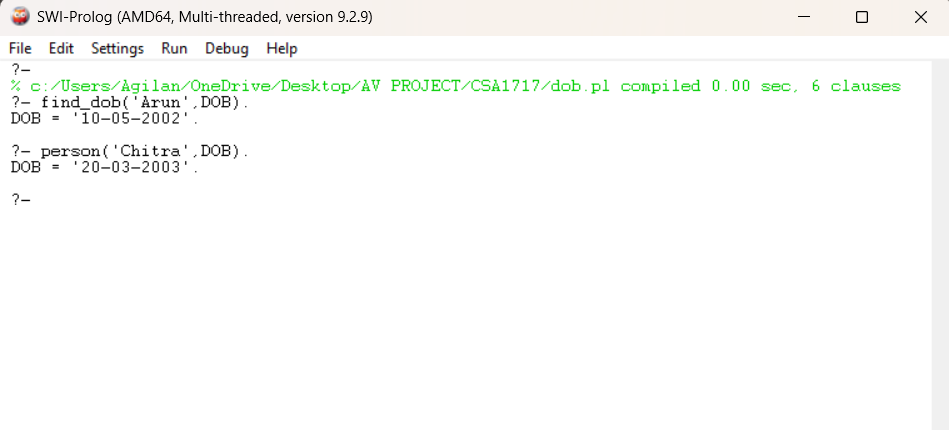 SWI-Prolog (AMD64, Multi-threaded, version 9.2.9)
File Edit Settings Run Debug Help
?-
% c:/Users/Agilan/OneDrive/Desktop/AV PROJECT/CSA1717/dob.pl compiled 0.00 sec, 6 clauses
?- find_dob('Arun',DOB).
DOB = '10-05-2002'.
?- person('Chitra',DOB).
DOB = '20-03-2003'.
?-